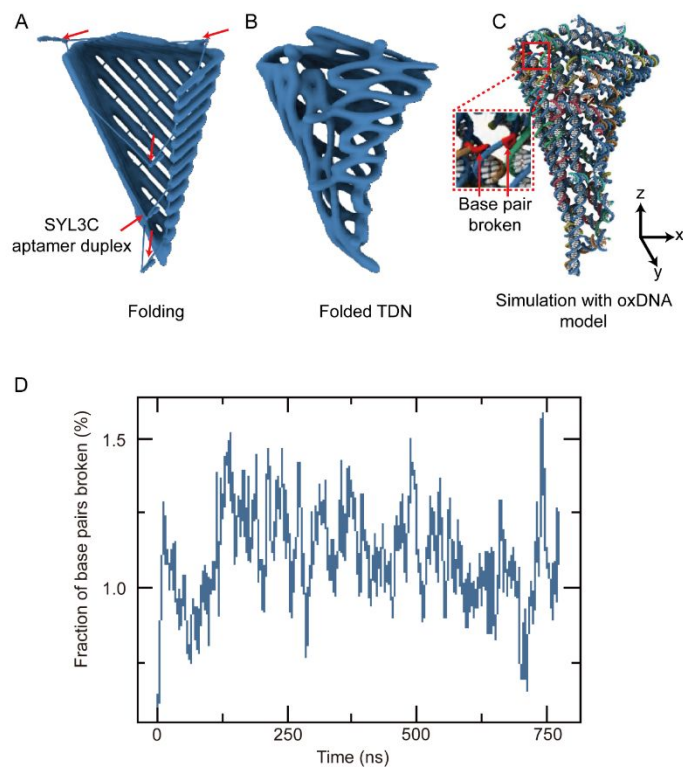 A
B
C
SYL3C
aptamer duplex
Base pair
broken
z
x
y
Folding
Folded TDN
Simulation with oxDNA
model
D
Fraction of base pairs broken (%)
1.5
1.0
0
250
500
750
Time (ns)